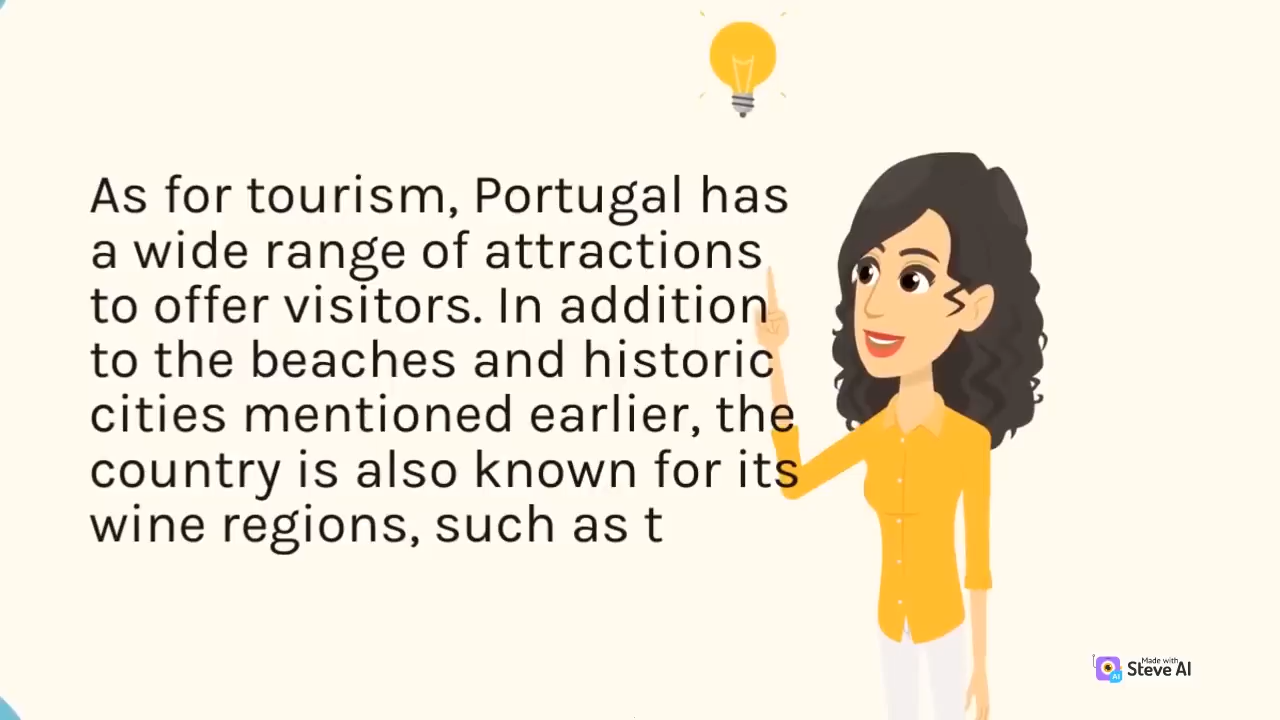 As for tourism, Portugal has
a wide range of attractions
to offer visitors. In addition
to the beaches and historic
cities mentioned earlier, the
country is also known for its
wine regions, such as t
Made with
Steve AI
AI